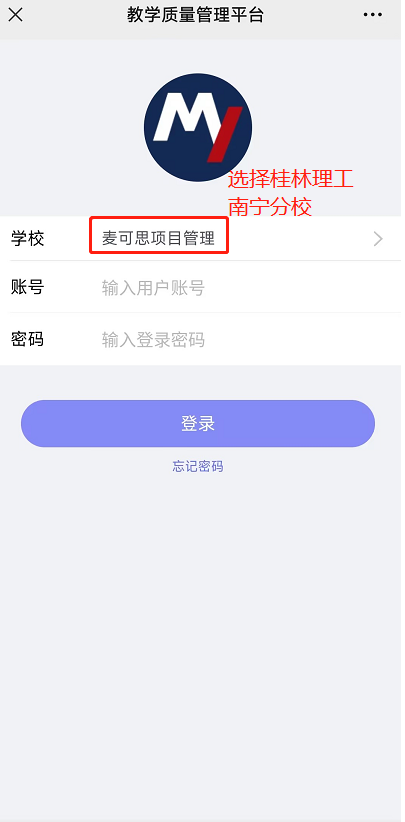 教学质量管理平台
选择桂林理工
南宁分校
学校 麦可思项目管理
账号 输入用户账号
密码 输入登录密码
登录
忘记密码